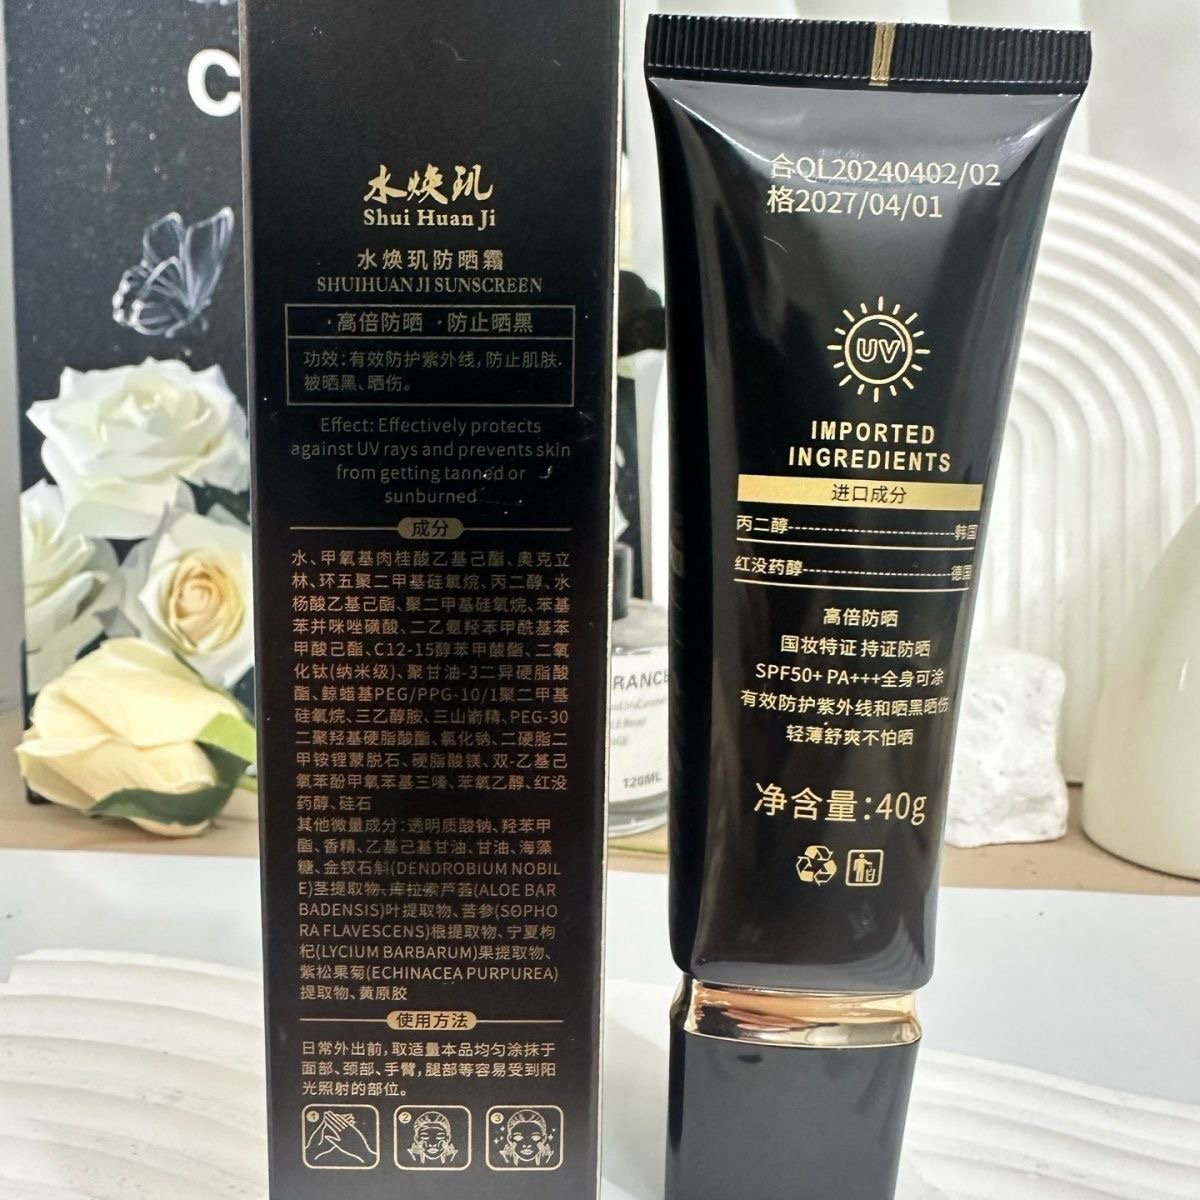 C
水焕玑
Shui Huan Ji
水焕玑防晒霜
SHUIHUANJI SUNSCREEN
·高倍防晒 ·防止晒黑
功效:有效防护紫外线,防止肌肤
被晒黑、晒伤。
Effect: Effectively protects
against UV rays and prevents skin
from getting tanned or
sunburned
成分
水、甲氧基肉桂酸乙基己酯、奥克立
林、环五聚二甲基硅氧烷、丙二醇、水
杨酸乙基己酯、聚二甲基硅氧烷、苯基
苯并咪唑磺酸、二乙氨羟苯甲酰基苯
甲酸己酯、C12-15醇苯甲酸酯、二氧
化钛(纳米级)、聚甘油-3二异硬脂酸
酯、鲸蜡基PEG/PPG-10/1聚二甲基
硅氧烷、三乙醇胺、三山嵛精、PEG-30
二聚羟基硬脂酸酯、氯化钠、二硬脂二
甲铵锂蒙脱石、硬脂酸镁、双-乙基己
氧苯酚甲氧苯基三嗪、苯氧乙醇、红没
药醇、硅石
其他微量成分:透明质酸钠、羟苯甲
酯、香精、乙基己基甘油、甘油、海藻
糖、金钗石斛(DENDROBIUM NOBIL
E)茎提取物、库拉索芦荟(ALOE BAR
BADENSIS)叶提取物、苦参(SOPHO
RA FLAVESCENS)根提取物、宁夏枸
杞(LYCIUM BARBARUM)果提取物、
紫松果菊(ECHINACEA PURPUREA)
提取物、黄原胶
使用方法
日常外出前,取适量本品均匀涂抹于
面部、颈部、手臂,腿部等容易受到阳
光照射的部位。
1 2 3
RANCE
120ML
合QL20240402/02
格2027/04/01
UV
IMPORTED
INGREDIENTS
进口成分
丙二醇------------------------韩国
红没药醇----------------------德国
高倍防晒
国妆特证 持证防晒
SPF50+ PA+++全身可涂
有效防护紫外线和晒黑晒伤
轻薄舒爽不怕晒
净含量:40g